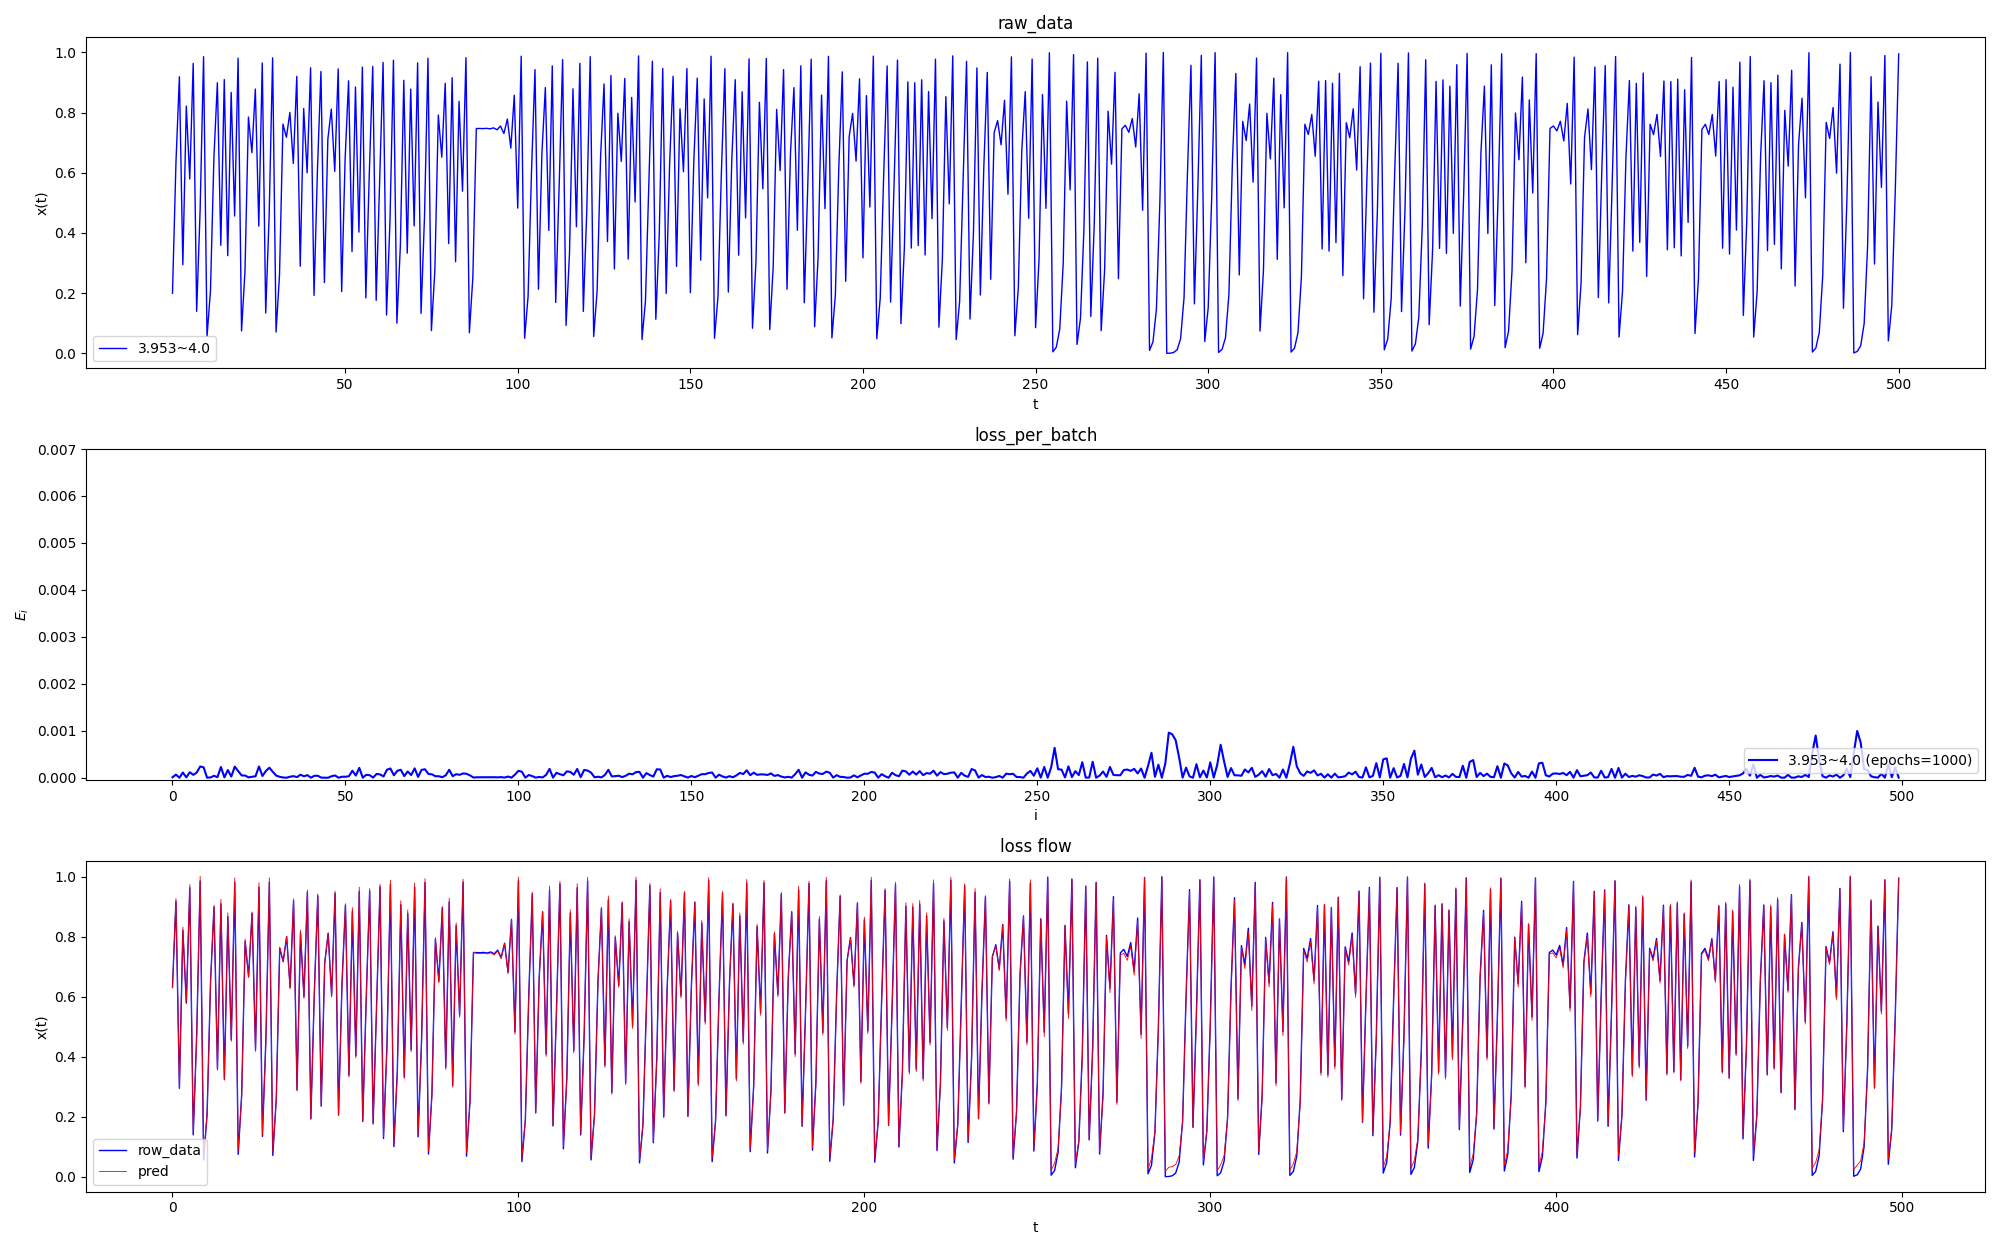 raw_data
1.0
0.8
0.6
0.4
0.2
0.0
x(t)
3.953~4.0
50 100 150 200 250 300 350 400 450 500
t
loss_per_batch
0.007
0.006
0.005
0.004
0.003
0.002
0.001
0.000
E_i
3.953~4.0 (epochs=1000)
0 50 100 150 200 250 300 350 400 450 500
i
loss flow
1.0
0.8
0.6
0.4
0.2
0.0
x(t)
row_data
pred
0 100 200 300 400 500
t